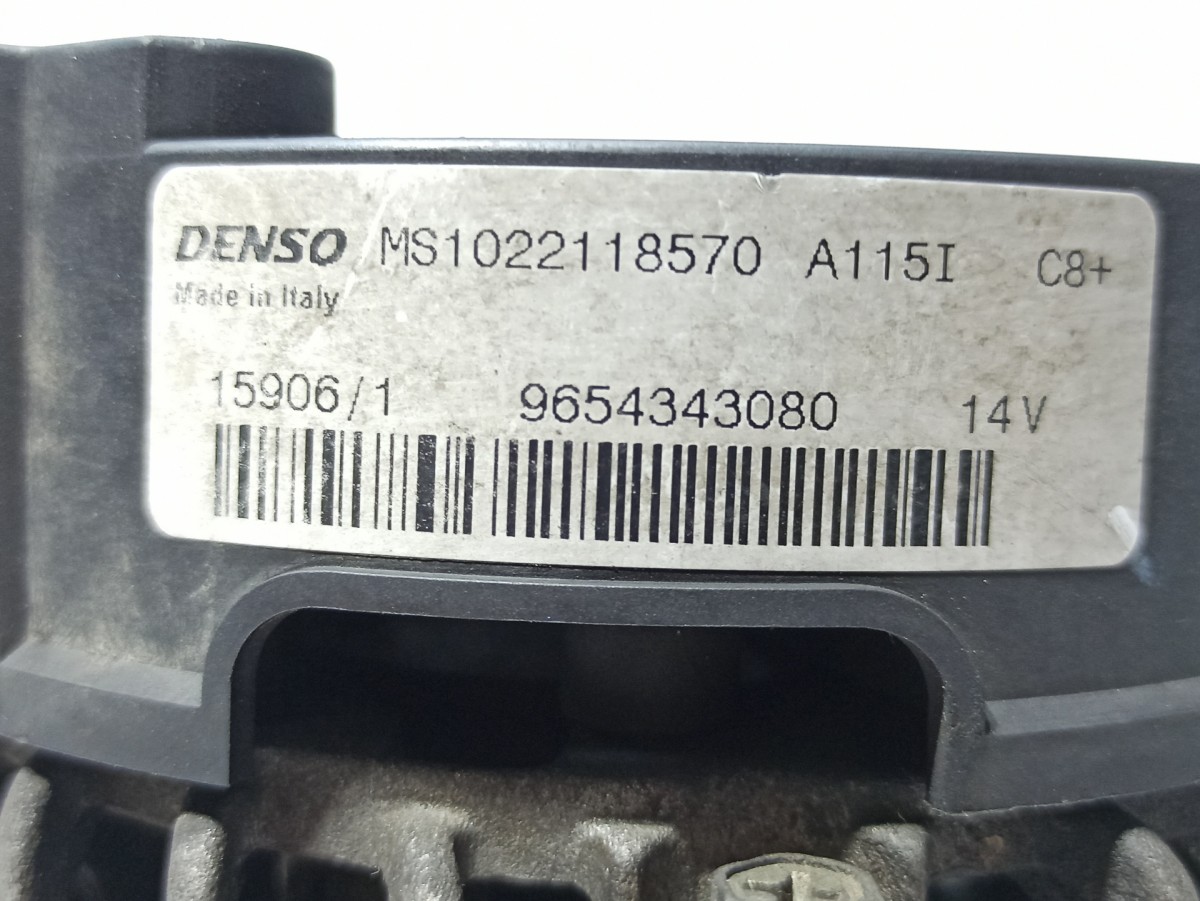 DENSO MS1022118570 A115I C8+
Made in Italy
15906/1 9654343080 14V